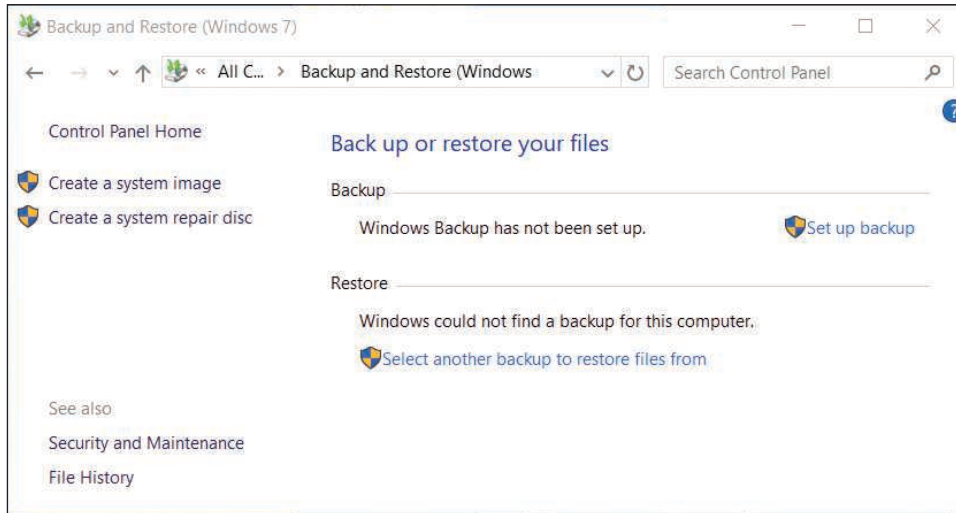 Backup and Restore (Windows 7)
« All C... > Backup and Restore (Windows
Search Control Panel
?
Control Panel Home
Back up or restore your files
Create a system image
Backup
Create a system repair disc
Windows Backup has not been set up.
Set up backup
Restore
Windows could not find a backup for this computer.
Select another backup to restore files from
See also
Security and Maintenance
File History